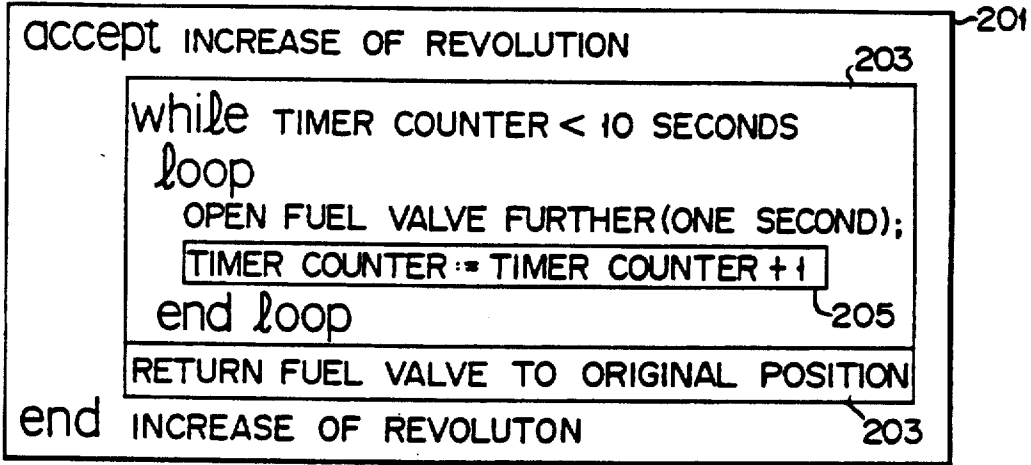 accept INCREASE OF REVOLUTION
201
203
while TIMER COUNTER < 10 SECONDS
loop
OPEN FUEL VALVE FURTHER(ONE SECOND);
TIMER COUNTER := TIMER COUNTER + 1
205
end loop
RETURN FUEL VALVE TO ORIGINAL POSITION
end INCREASE OF REVOLUTON
203